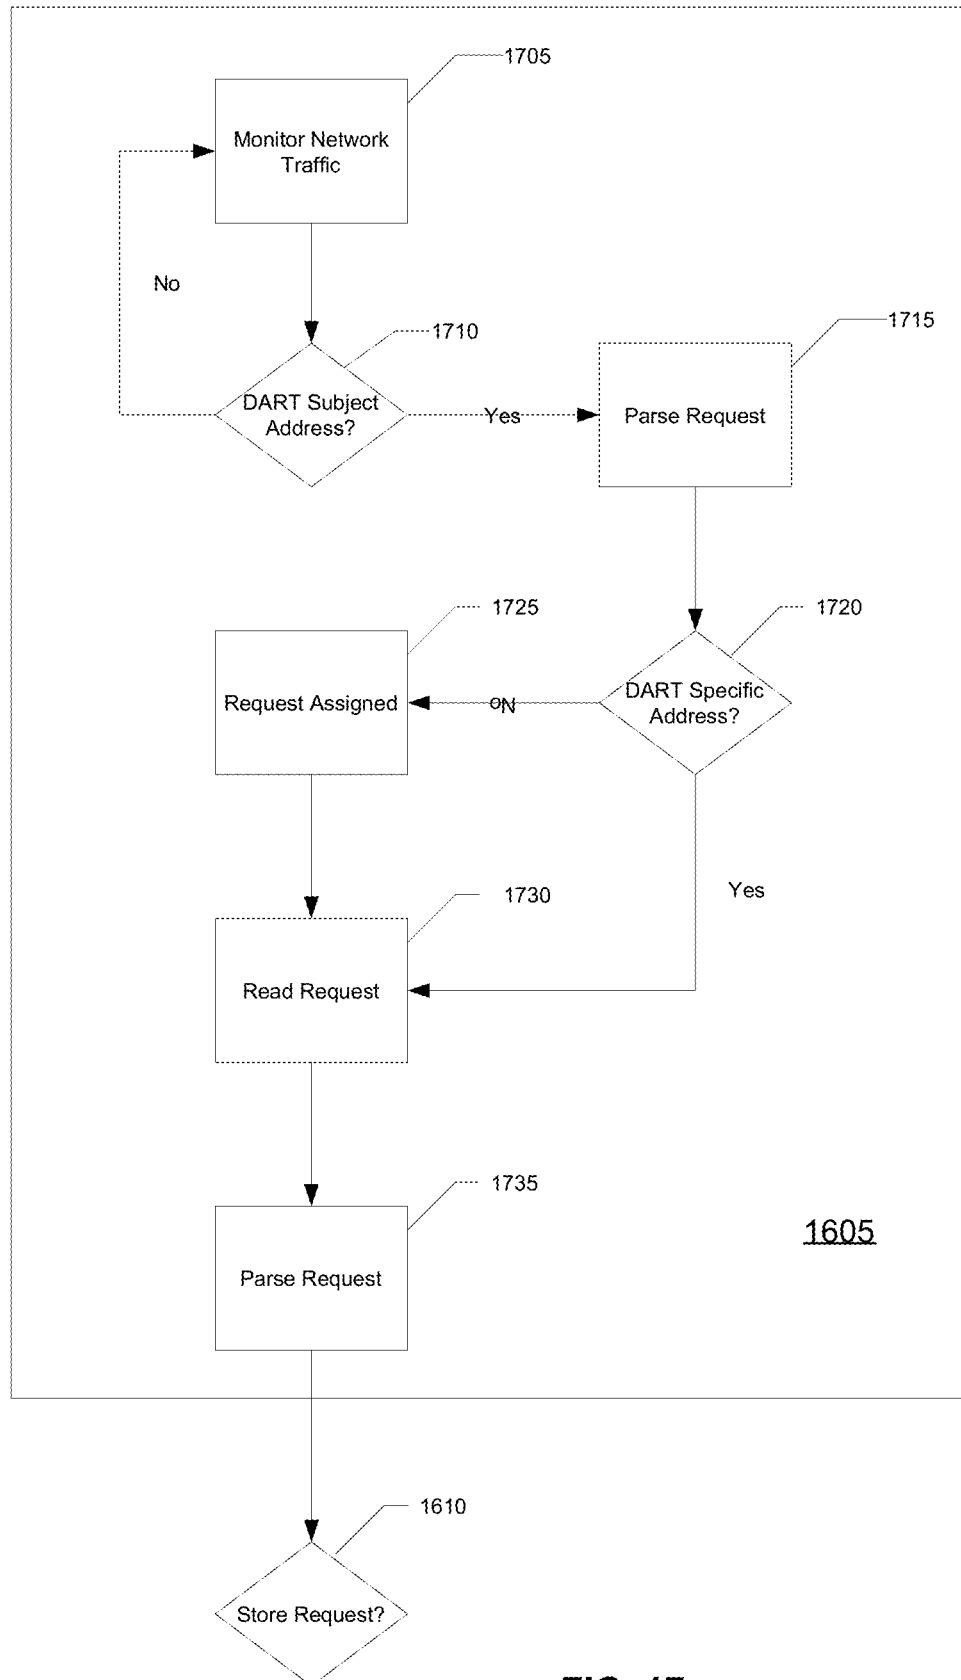 1705
Monitor Network
Traffic
No
1710
1715
DART Subject
Address?
Yes
Parse Request
1725
1720
Request Assigned
No
DART Specific
Address?
1730
Yes
Read Request
1735
1605
Parse Request
1610
Store Request?